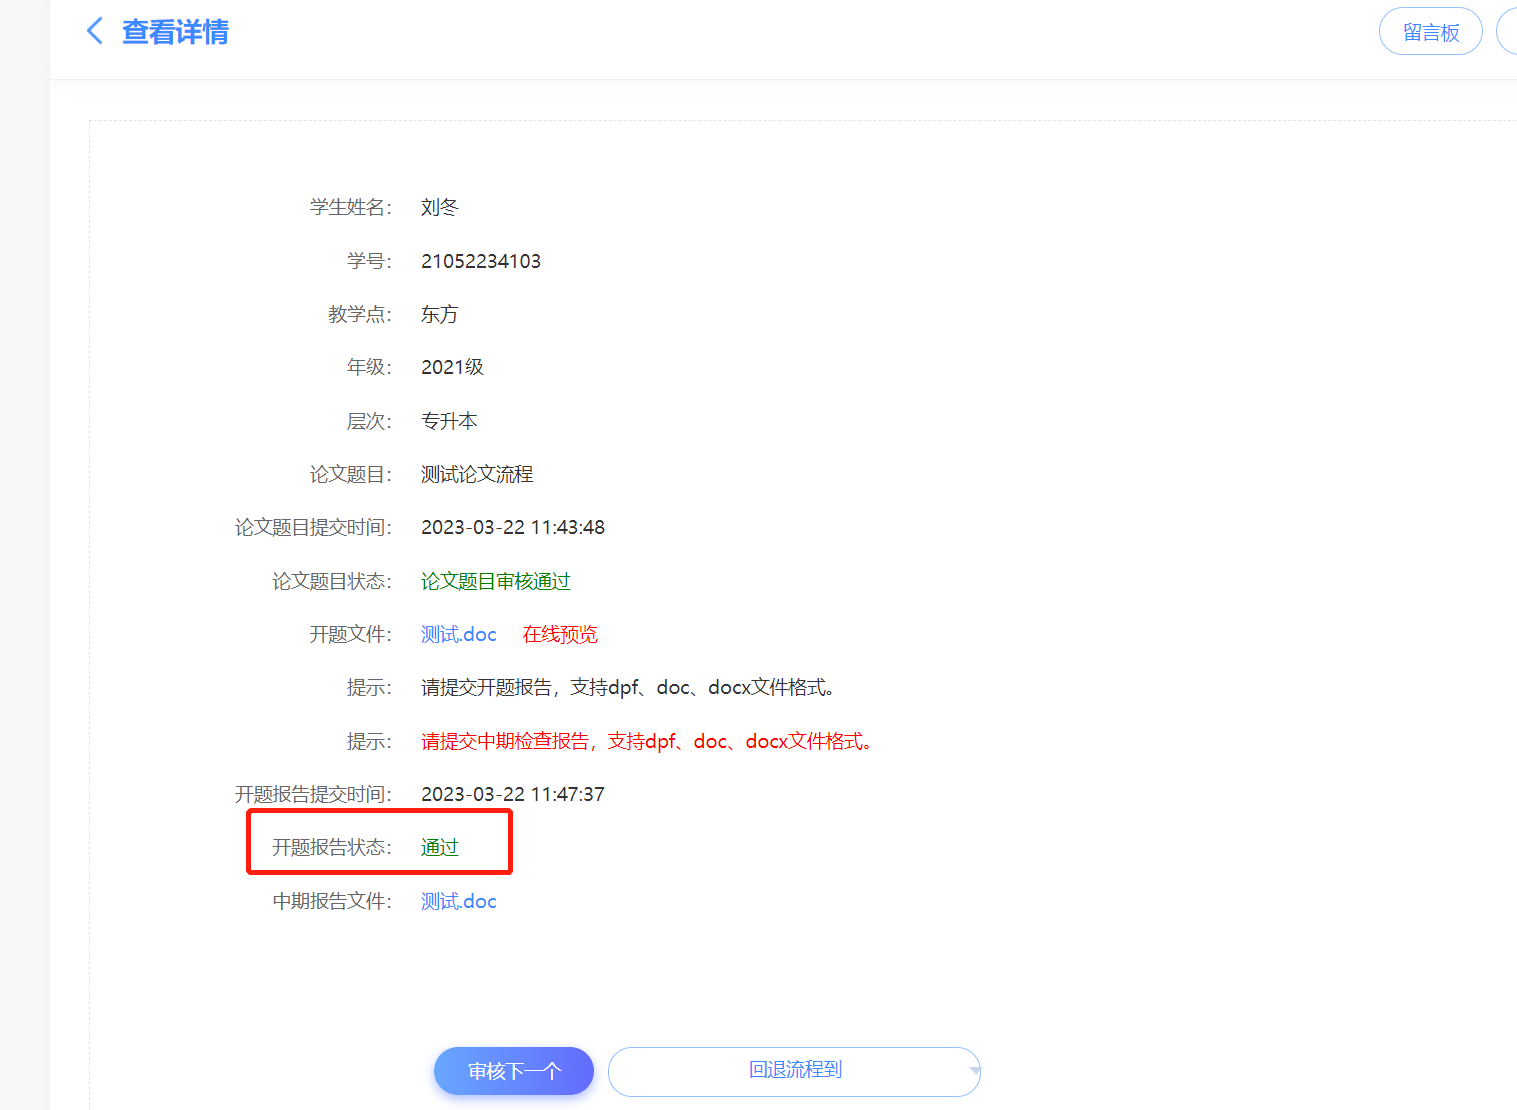 查看详情
留言板
学生姓名： 刘冬
学号： 21052234103
教学点： 东方
年级： 2021级
层次： 专升本
论文题目： 测试论文流程
论文题目提交时间： 2023-03-22 11:43:48
论文题目状态： 论文题目审核通过
开题文件： 测试.doc 在线预览
提示： 请提交开题报告，支持dpf、doc、docx文件格式。
提示： 请提交中期检查报告，支持dpf、doc、docx文件格式。
开题报告提交时间： 2023-03-22 11:47:37
开题报告状态： 通过
中期报告文件： 测试.doc
审核下一个
回退流程到